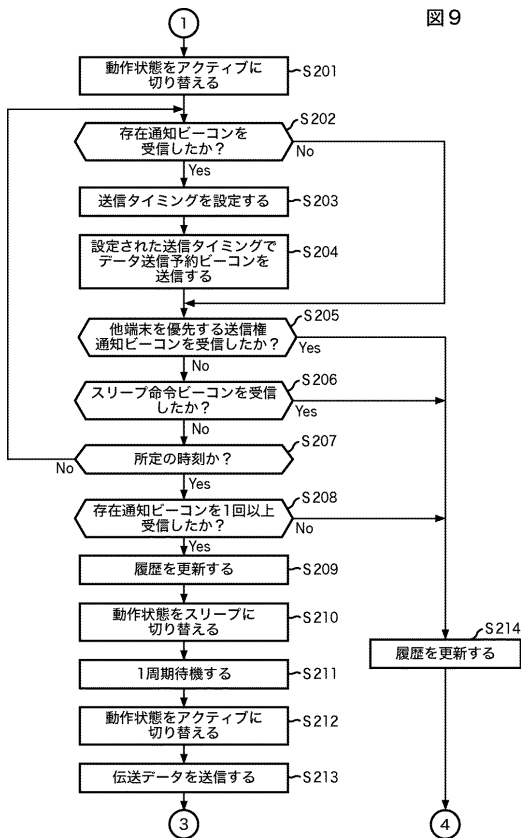 図9
1
動作状態をアクティブに
切り替える
S201
存在通知ビーコンを
受信したか?
S202
No
Yes
送信タイミングを設定する
S203
設定された送信タイミングで
データ送信予約ビーコンを
送信する
S204
他端末を優先する送信権
通知ビーコンを受信したか?
S205
Yes
No
スリープ命令ビーコンを受信
したか?
S206
Yes
No
所定の時刻か?
S207
No
Yes
存在通知ビーコンを1回以上
受信したか?
S208
No
Yes
履歴を更新する
S209
動作状態をスリープに
切り替える
S210
1周期待機する
S211
動作状態をアクティブに
切り替える
S212
伝送データを送信する
S213
履歴を更新する
S214
3
4